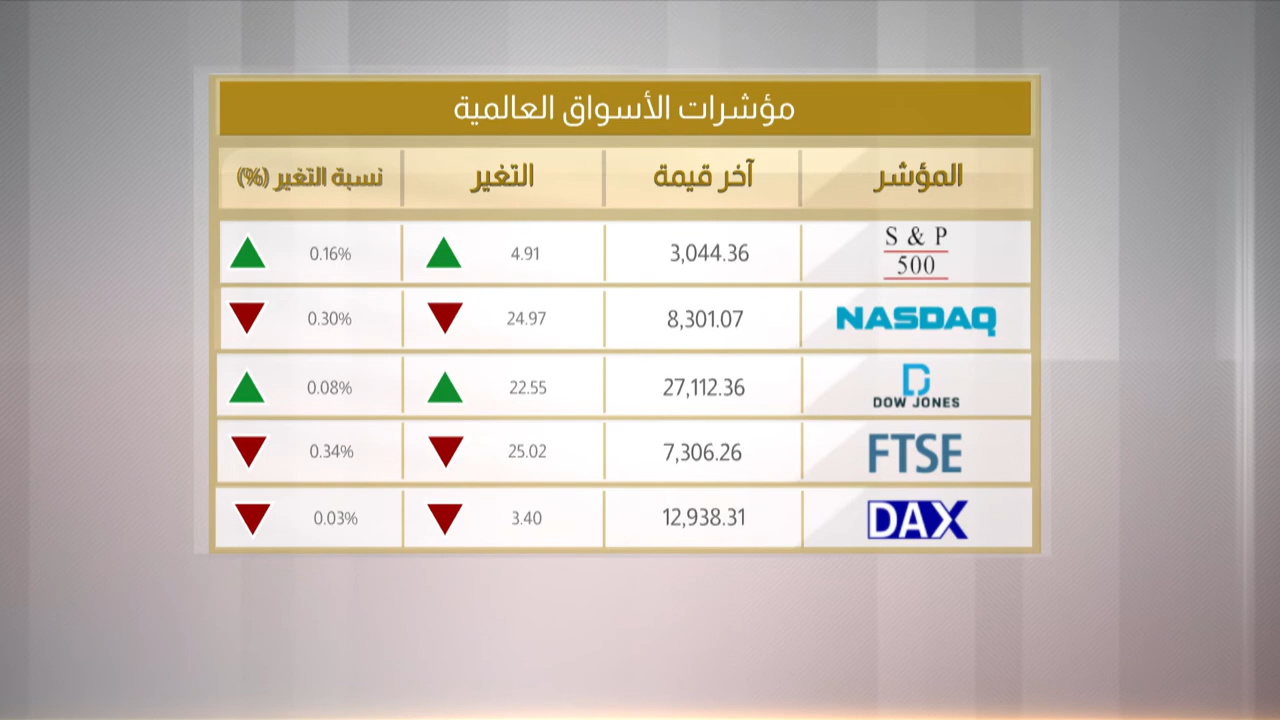 مؤشرات الأسواق العالمية
المؤشر آخر قيمة التغير نسبة التغير (%)
S & P
500 3,044.36 4.91 0.16%
NASDAQ 8,301.07 24.97 0.30%
DOW JONES 27,112.36 22.55 0.08%
FTSE 7,306.26 25.02 0.34%
DAX 12,938.31 3.40 0.03%